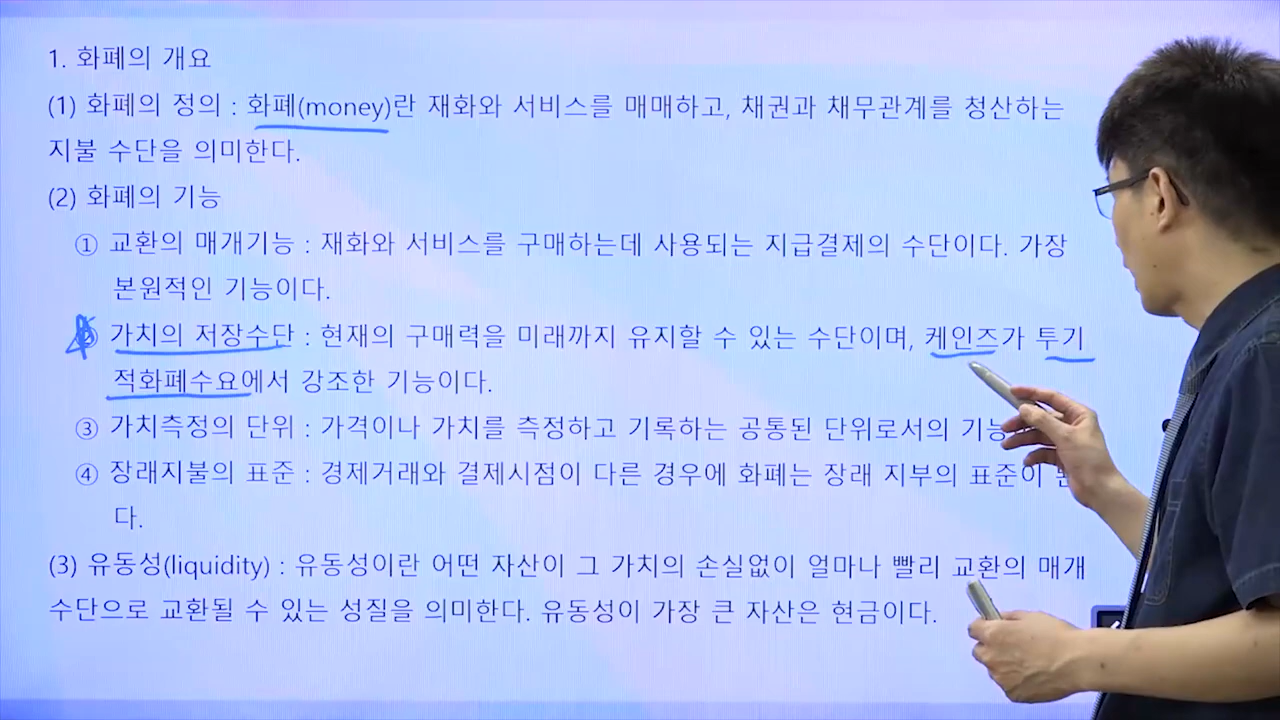 1. 화폐의 개요
(1) 화폐의 정의 : 화폐(money)란 재화와 서비스를 매매하고, 채권과 채무관계를 청산하는
지불 수단을 의미한다.
(2) 화폐의 기능
① 교환의 매개기능 : 재화와 서비스를 구매하는데 사용되는 지급결제의 수단이다. 가장
본원적인 기능이다.
가치의 저장수단 : 현재의 구매력을 미래까지 유지할 수 있는 수단이며, 케인즈가 투기
적화폐수요에서 강조한 기능이다.
③ 가치측정의 단위 : 가격이나 가치를 측정하고 기록하는 공통된 단위로서의 기능
④ 장래지불의 표준 : 경제거래와 결제시점이 다른 경우에 화폐는 장래 지부의 표준이
다.
(3) 유동성(liquidity) : 유동성이란 어떤 자산이 그 가치의 손실없이 얼마나 빨리 교환의 매개
수단으로 교환될 수 있는 성질을 의미한다. 유동성이 가장 큰 자산은 현금이다.